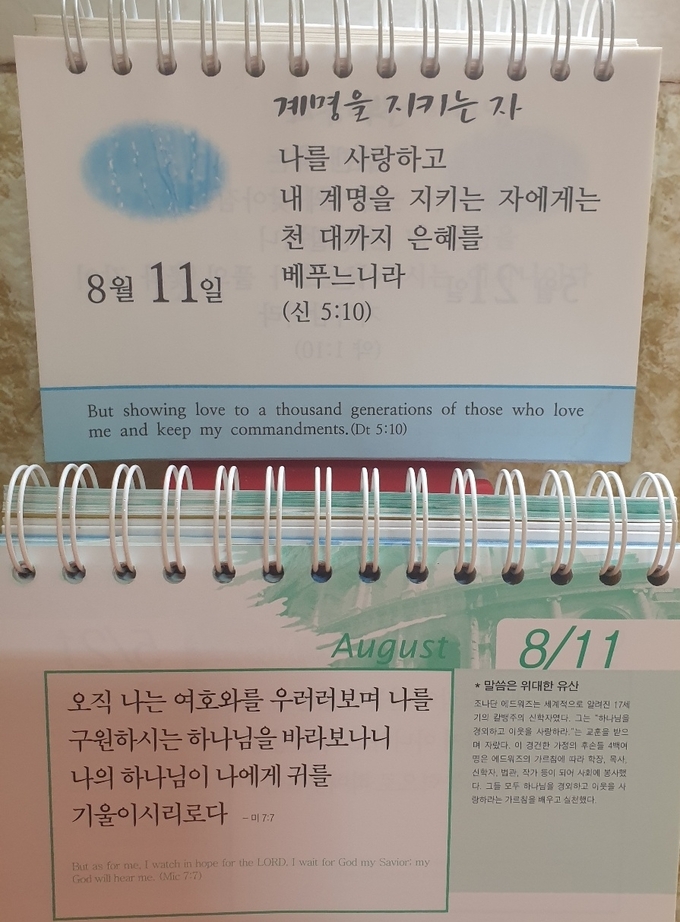 계명을 지키는 자
나를 사랑하고
내 계명을 지키는 자에게는
천 대까지 은혜를
베푸느니라
(신 5:10)
8월 11일
But showing love to a thousand generations of those who love
me and keep my commandments.(Dt 5:10)
August
8/11
오직 나는 여호와를 우러러보며 나를
구원하시는 하나님을 바라보나니
나의 하나님이 나에게 귀를
기울이시리로다 - 미 7:7
But as for me, I watch in hope for the LORD, I wait for God my Savior; my
God will hear me. (Mic 7:7)
* 말씀은 위대한 유산
조나단 에드워즈는 세계적으로 알려진 17세
기의 칼뱅주의 신학자였다. 그는 "하나님을
경외하고 이웃을 사랑하라."는 교훈을 받으
며 자랐다. 이 경건한 가정의 후손들 4백여
명은 에드워즈의 가르침에 따라 학장, 목사,
신학자, 법관, 작가 등이 되어 사회에 봉사했
다. 그들 모두 하나님을 경외하고 이웃을 사
랑하라는 가르침을 배우고 실천했다.